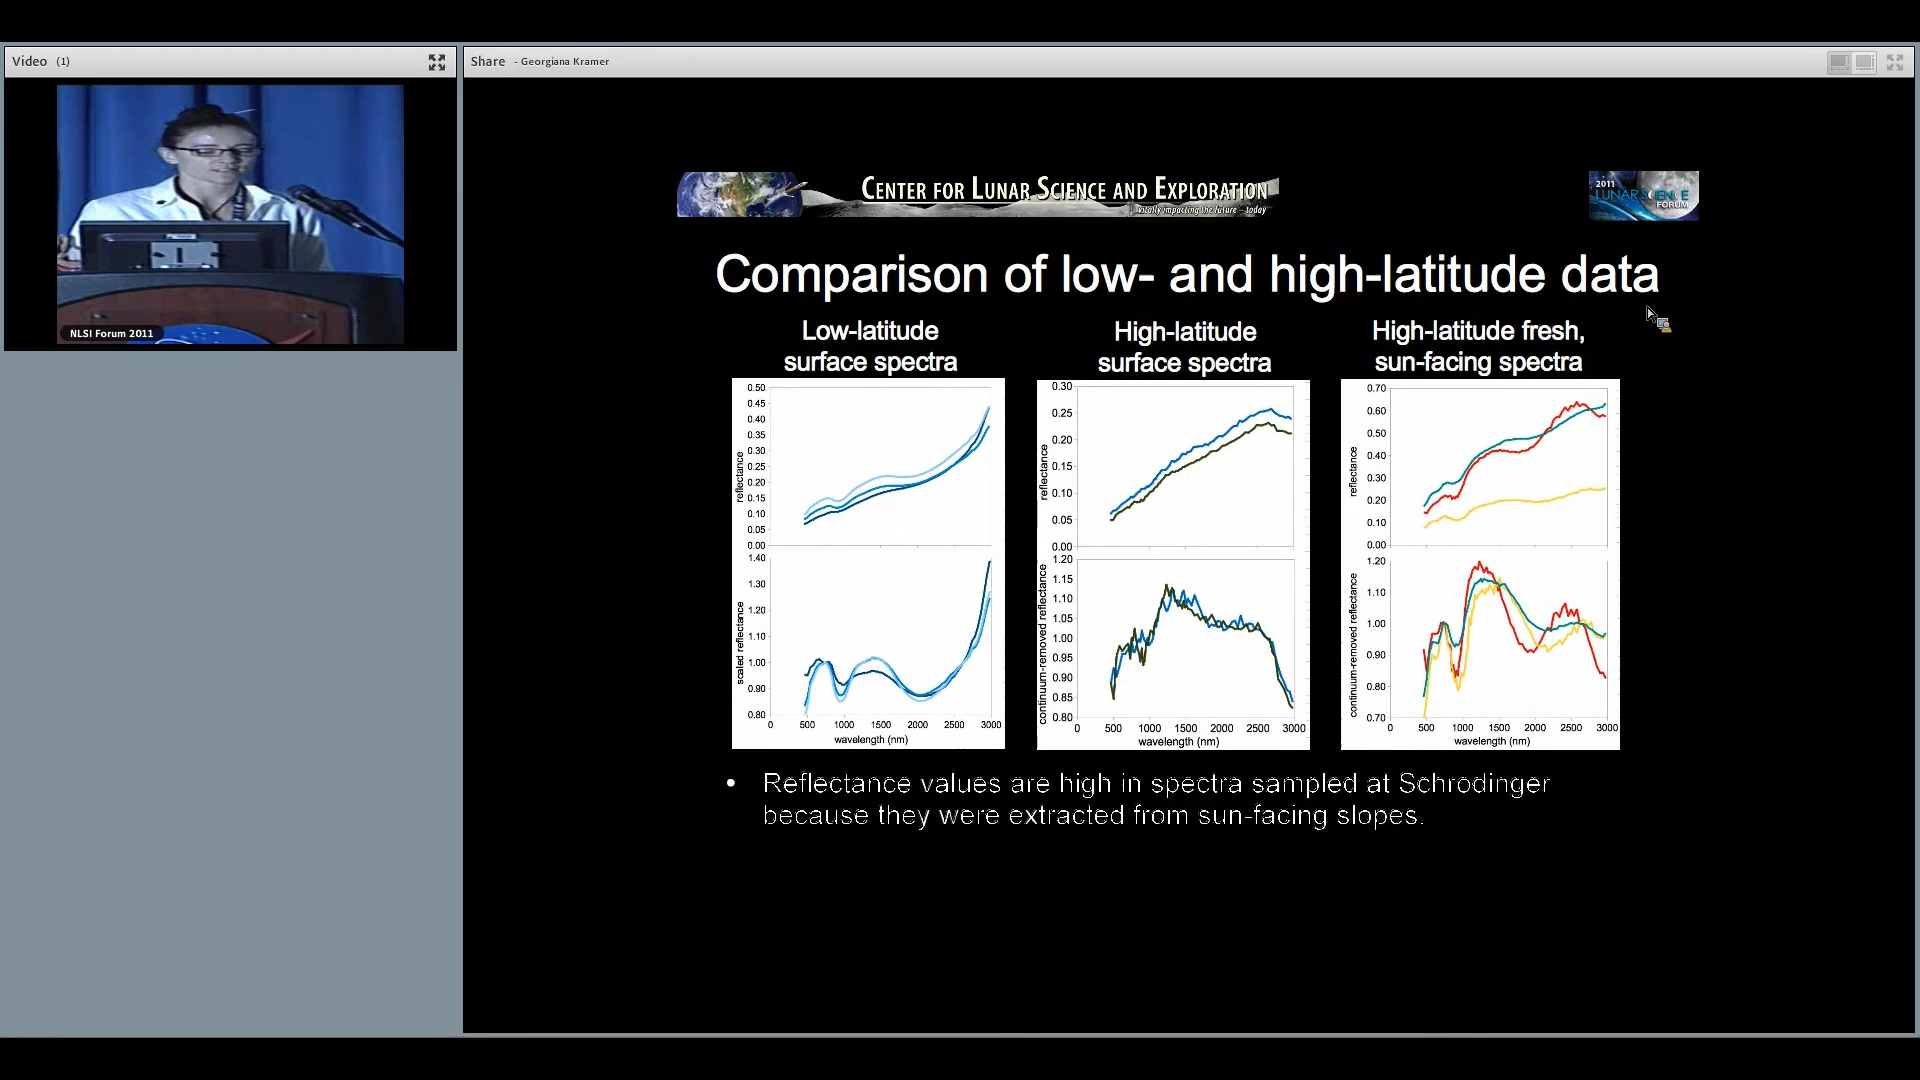 Video (1)
NLSI Forum 2011
Share - Georgiana Kramer
CENTER FOR LUNAR SCIENCE AND EXPLORATION
vitally impacting the future – today
2011
LUNAR SCIENCE
FORUM
Comparison of low- and high-latitude data
Low-latitude
surface spectra
0.50
0.45
0.40
0.35
0.30
0.25
0.20
0.15
0.10
0.05
0.00
reflectance
1.40
1.30
1.20
1.10
1.00
0.90
0.80
scaled reflectance
0 500 1000 1500 2000 2500 3000
wavelength (nm)
High-latitude
surface spectra
0.30
0.25
0.20
0.15
0.10
0.05
0.00
reflectance
1.20
1.15
1.10
1.05
1.00
0.95
0.90
0.85
0.80
continuum-removed reflectance
0 500 1000 1500 2000 2500 3000
wavelength (nm)
High-latitude fresh,
sun-facing spectra
0.70
0.60
0.50
0.40
0.30
0.20
0.10
0.00
reflectance
1.20
1.10
1.00
0.90
0.80
0.70
continuum-removed reflectance
0 500 1000 1500 2000 2500 3000
wavelength (nm)
• Reflectance values are high in spectra sampled at Schrodinger
because they were extracted from sun-facing slopes.